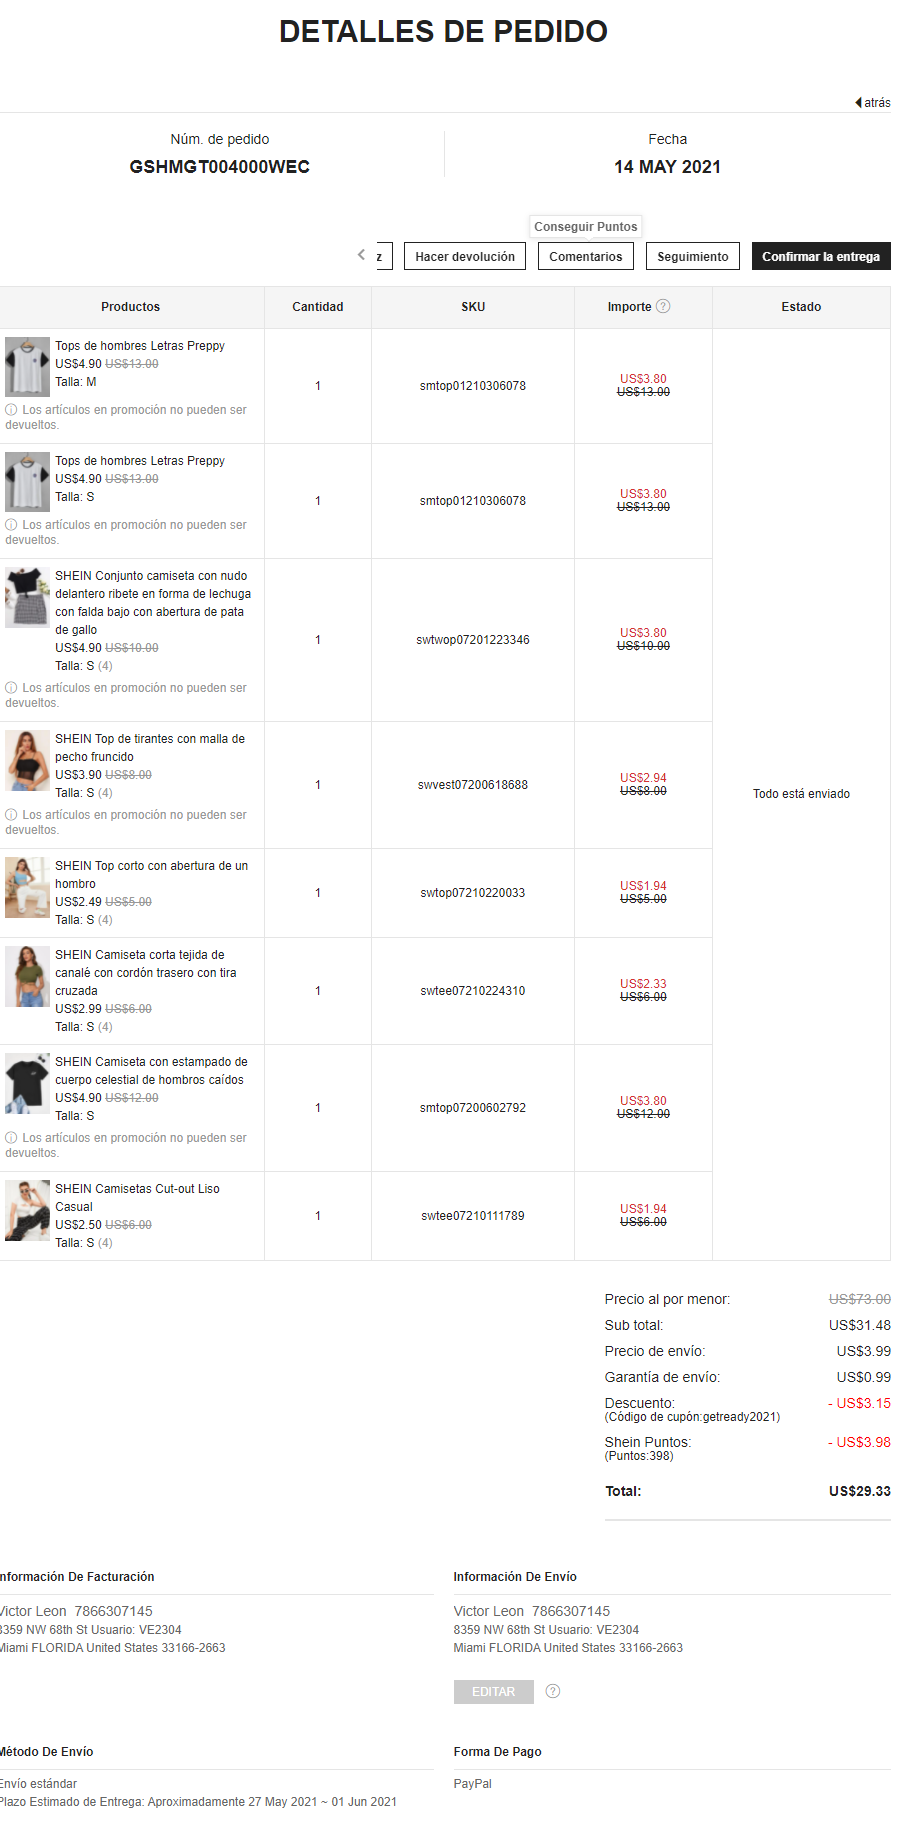 DETALLES DE PEDIDO
atrás
Núm. de pedido
GSHMGT004000WEC
Fecha
14 MAY 2021
Conseguir Puntos
z
Hacer devolución
Comentarios
Seguimiento
Confirmar la entrega
Productos
Cantidad
SKU
Importe ?
Estado
Tops de hombres Letras Preppy
US$4.90 US$13.00
Talla: M
Los artículos en promoción no pueden ser
devueltos.
1
smtop01210306078
US$3.80
US$13.00
Tops de hombres Letras Preppy
US$4.90 US$13.00
Talla: S
Los artículos en promoción no pueden ser
devueltos.
1
smtop01210306078
US$3.80
US$13.00
SHEIN Conjunto camiseta con nudo
delantero ribete en forma de lechuga
con falda bajo con abertura de pata
de gallo
US$4.90 US$10.00
Talla: S (4)
Los artículos en promoción no pueden ser
devueltos.
1
swtwop07201223346
US$3.80
US$10.00
SHEIN Top de tirantes con malla de
pecho fruncido
US$3.90 US$8.00
Talla: S (4)
Los artículos en promoción no pueden ser
devueltos.
1
swvest07200618688
US$2.94
US$8.00
Todo está enviado
SHEIN Top corto con abertura de un
hombro
US$2.49 US$5.00
Talla: S (4)
1
swtop07210220033
US$1.94
US$5.00
SHEIN Camiseta corta tejida de
canalé con cordón trasero con tira
cruzada
US$2.99 US$6.00
Talla: S (4)
1
swtee07210224310
US$2.33
US$6.00
SHEIN Camiseta con estampado de
cuerpo celestial de hombros caídos
US$4.90 US$12.00
Talla: S
Los artículos en promoción no pueden ser
devueltos.
1
smtop07200602792
US$3.80
US$12.00
SHEIN Camisetas Cut-out Liso
Casual
US$2.50 US$6.00
Talla: S (4)
1
swtee07210111789
US$1.94
US$6.00
Precio al por menor: US$73.00
Sub total: US$31.48
Precio de envío: US$3.99
Garantía de envío: US$0.99
Descuento: - US$3.15
(Código de cupón:getready2021)
Shein Puntos: - US$3.98
(Puntos:398)
Total: US$29.33
nformación De Facturación
Victor Leon 7866307145
8359 NW 68th St Usuario: VE2304
Miami FLORIDA United States 33166-2663
Información De Envío
Victor Leon 7866307145
8359 NW 68th St Usuario: VE2304
Miami FLORIDA United States 33166-2663
EDITAR ?
Método De Envío
Envío estándar
Plazo Estimado de Entrega: Aproximadamente 27 May 2021 ~ 01 Jun 2021
Forma De Pago
PayPal